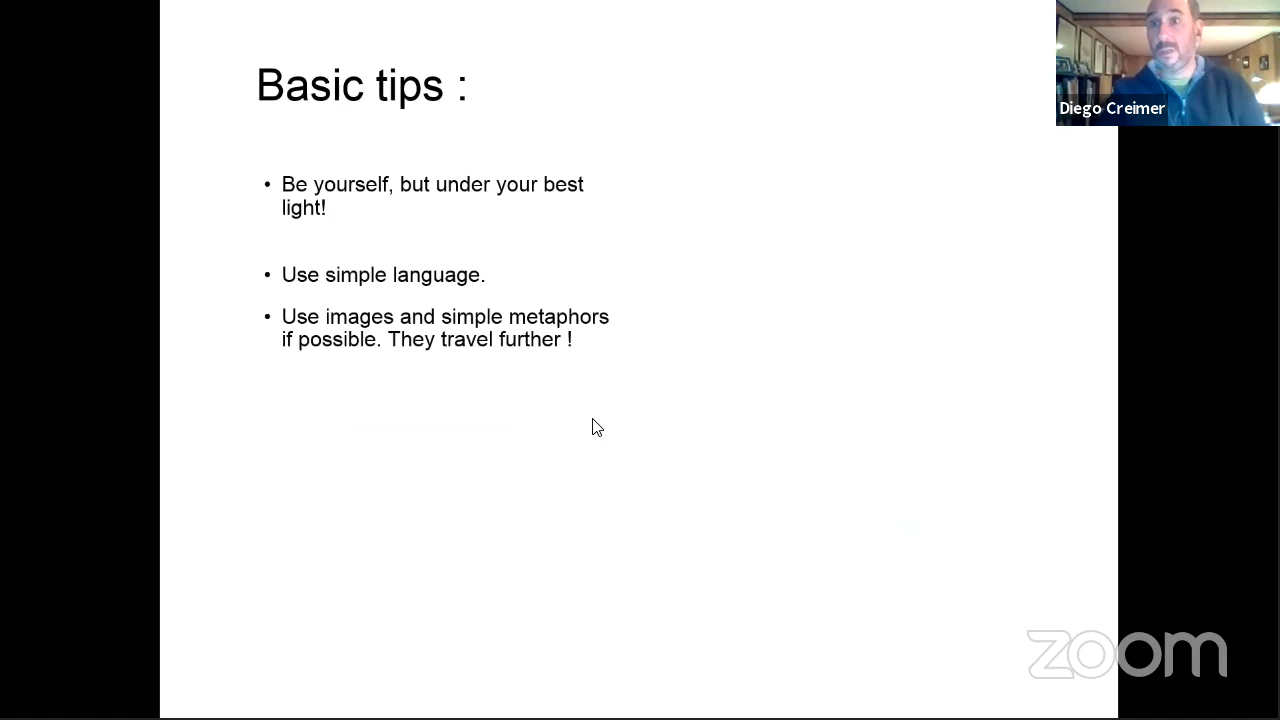 Basic tips :
• Be yourself, but under your best
light!
• Use simple language.
• Use images and simple metaphors
if possible. They travel further !
Diego Creimer
zoom